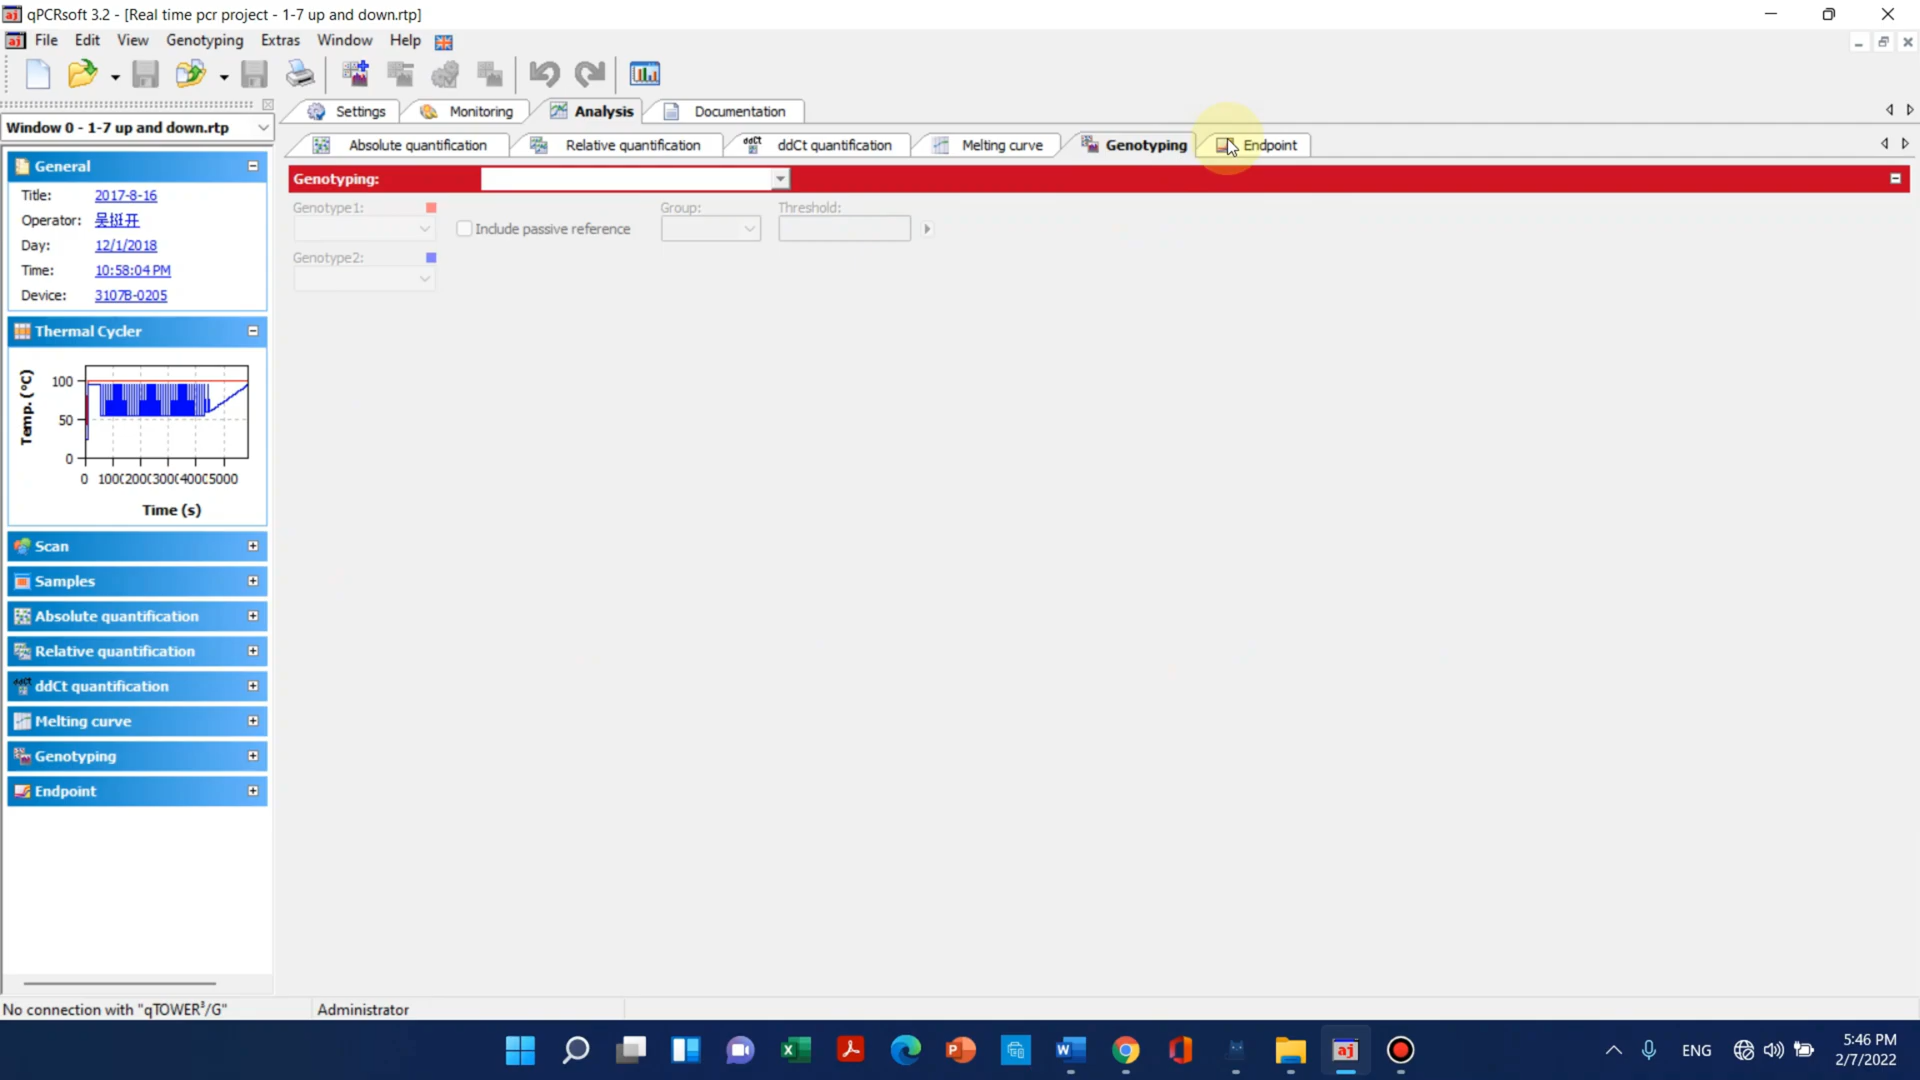 qPCRsoft 3.2 - [Real time pcr project - 1-7 up and down.rtp]
File Edit View Genotyping Extras Window Help
Settings Monitoring Analysis Documentation
Window 0 - 1-7 up and down.rtp
Absolute quantification Relative quantification ddCt quantification Melting curve Genotyping Endpoint
General
Genotyping:
Title: 2017-8-16
Genotype1: Group: Threshold:
Operator: 吴挺开
Include passive reference
Day: 12/1/2018
Genotype2:
Time: 10:58:04 PM
Device: 3107B-0205
Thermal Cycler
Temp. (°C)
100
50
0
0 100( 200( 300( 400( 5000
Time (s)
Scan
Samples
Absolute quantification
Relative quantification
ddCt quantification
Melting curve
Genotyping
Endpoint
No connection with "qTOWER³/G" Administrator
ENG
5:46 PM
2/7/2022